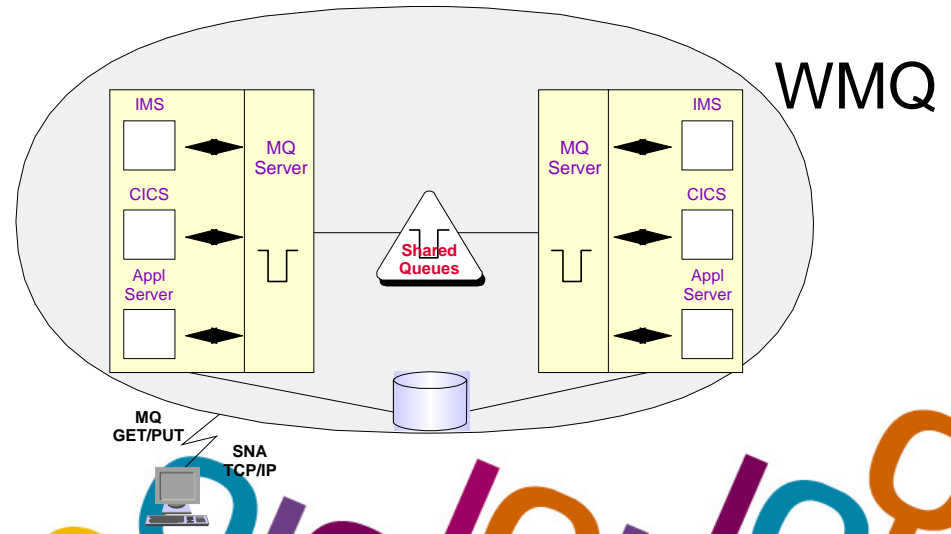 WMQ
IMS
MQ
Server
CICS
Appl
Server
Shared
Queues
IMS
MQ
Server
CICS
Appl
Server
MQ
GET/PUT
SNA
TCP/IP